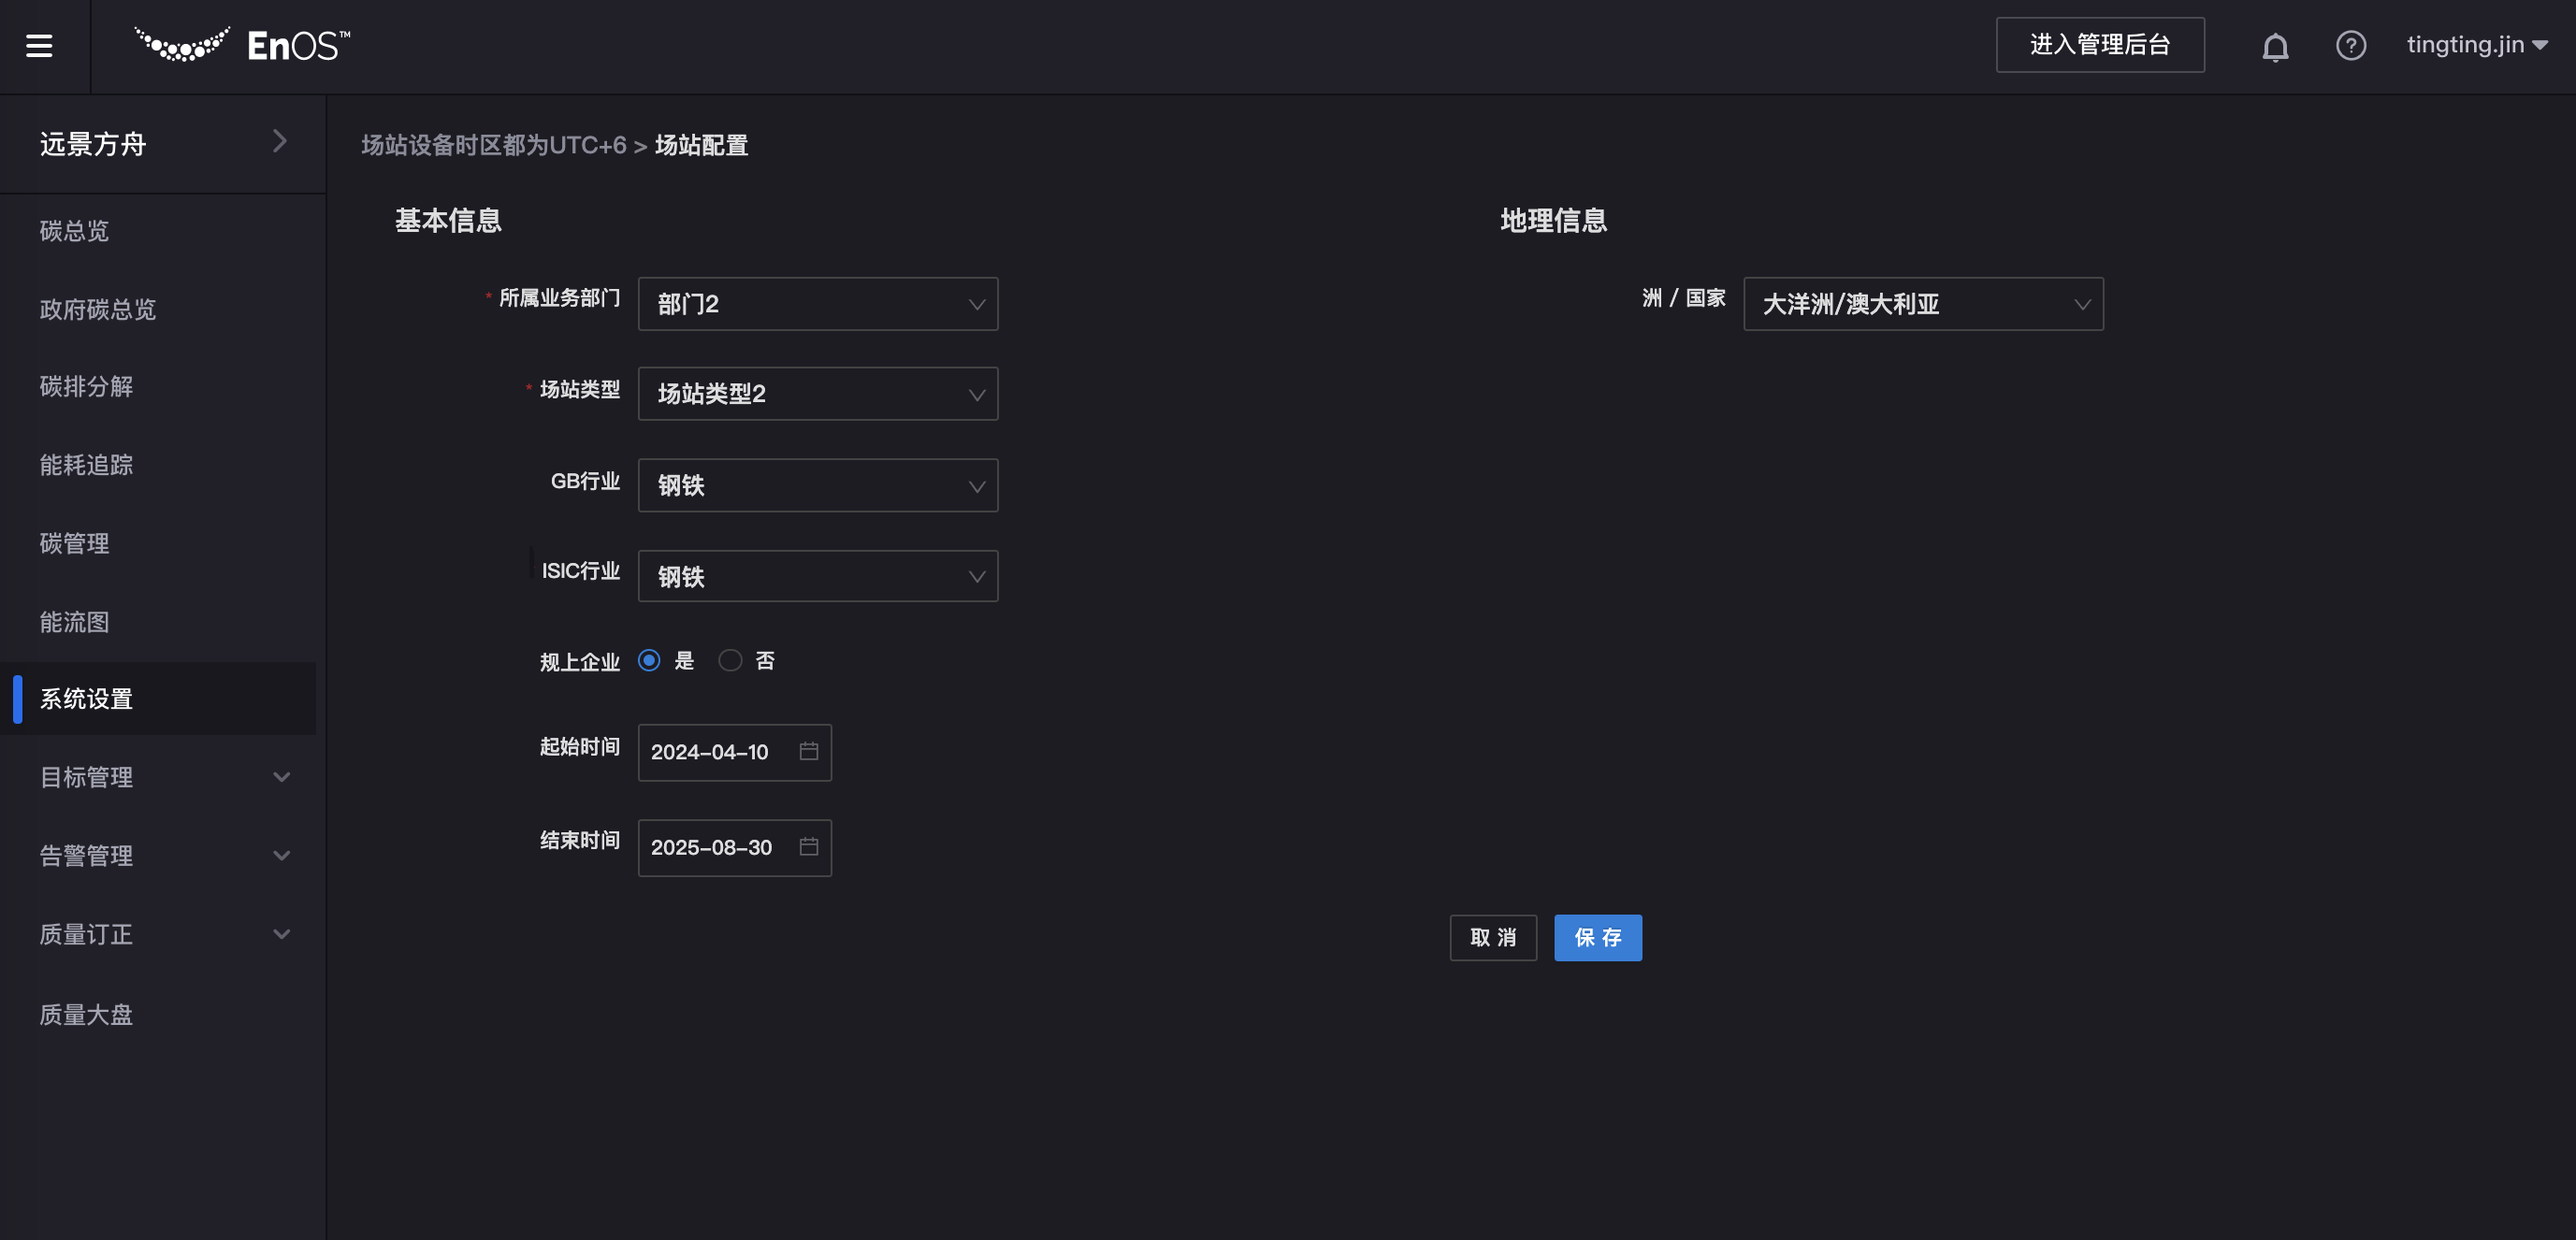 EnOS™
进入管理后台
tingting.jin
远景方舟
碳总览
政府碳总览
碳排分解
能耗追踪
碳管理
能流图
系统设置
目标管理
告警管理
质量订正
质量大盘
场站设备时区都为UTC+6 > 场站配置
基本信息
* 所属业务部门 部门2
* 场站类型 场站类型2
GB行业 钢铁
ISIC行业 钢铁
规上企业 是 否
起始时间 2024-04-10
结束时间 2025-08-30
地理信息
洲 / 国家 大洋洲/澳大利亚
取 消
保 存